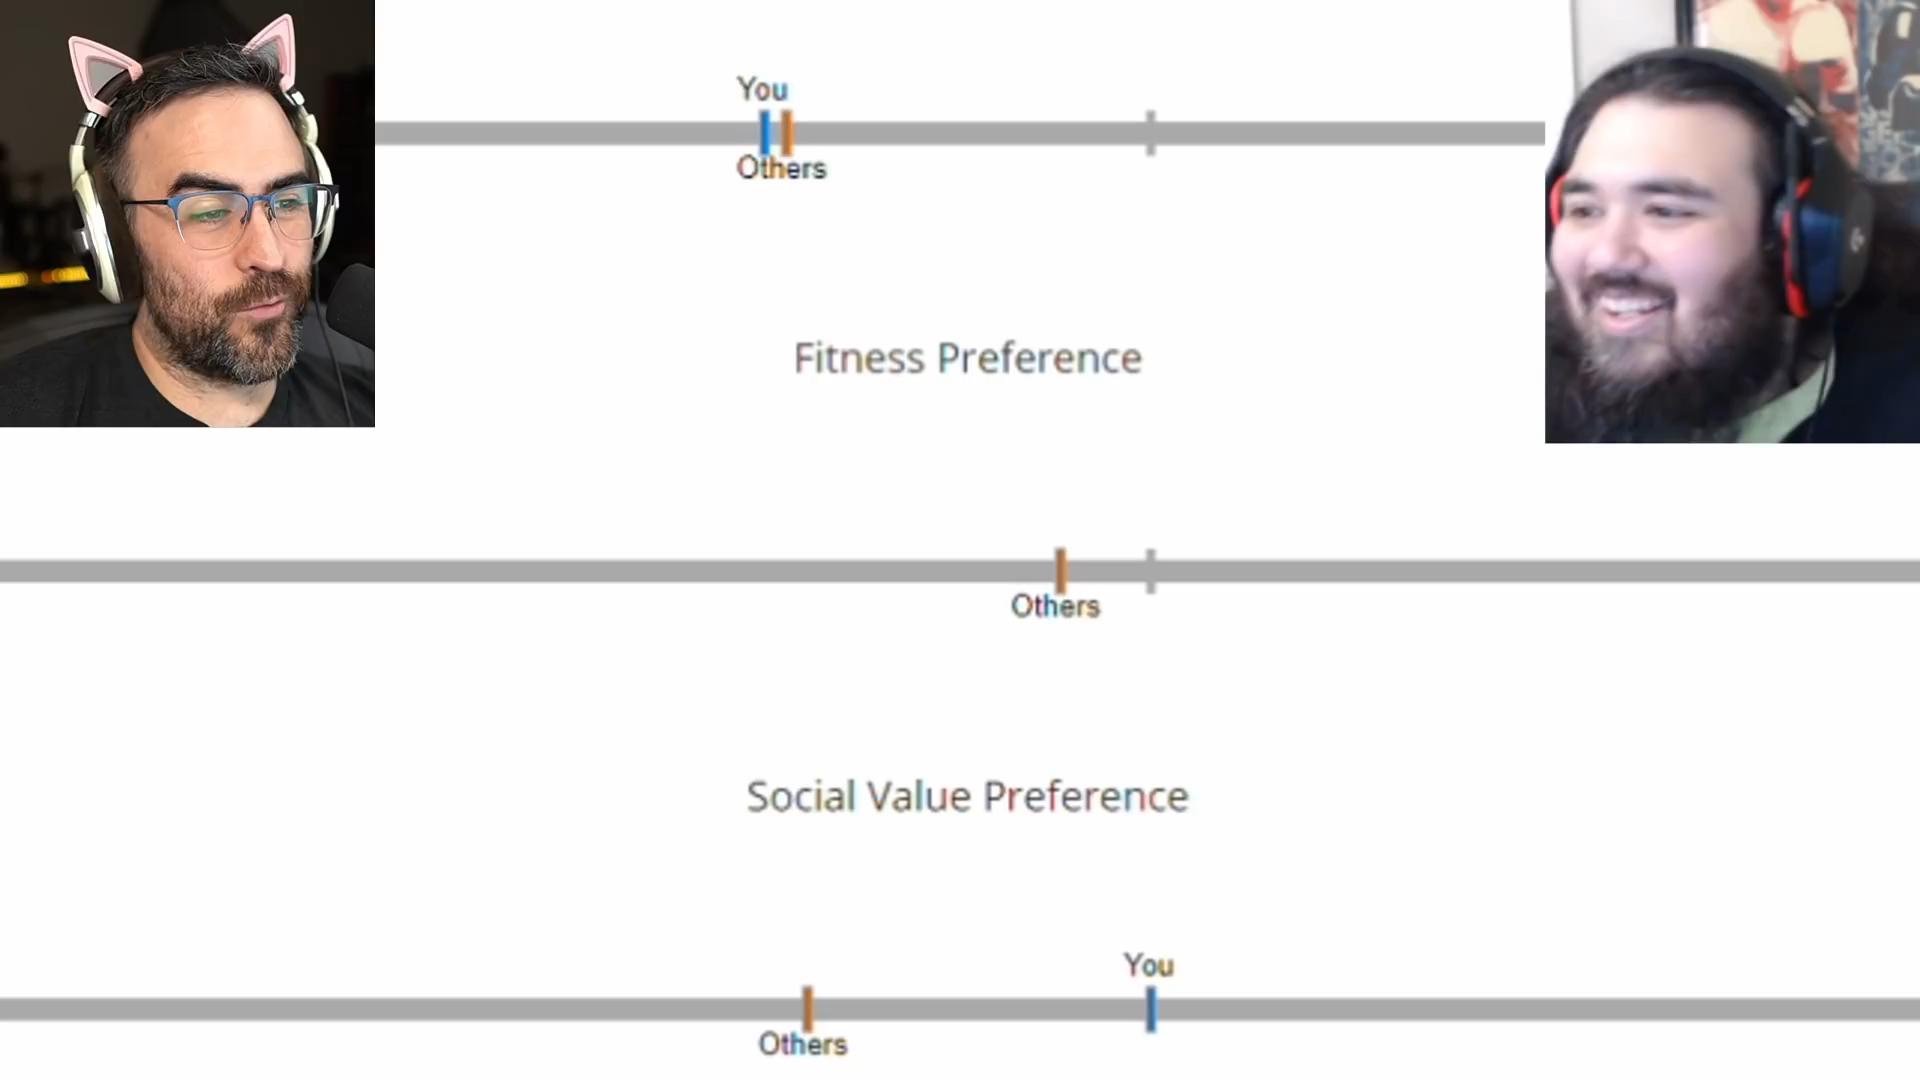 You
Others
Fitness Preference
Others
Social Value Preference
You
Others